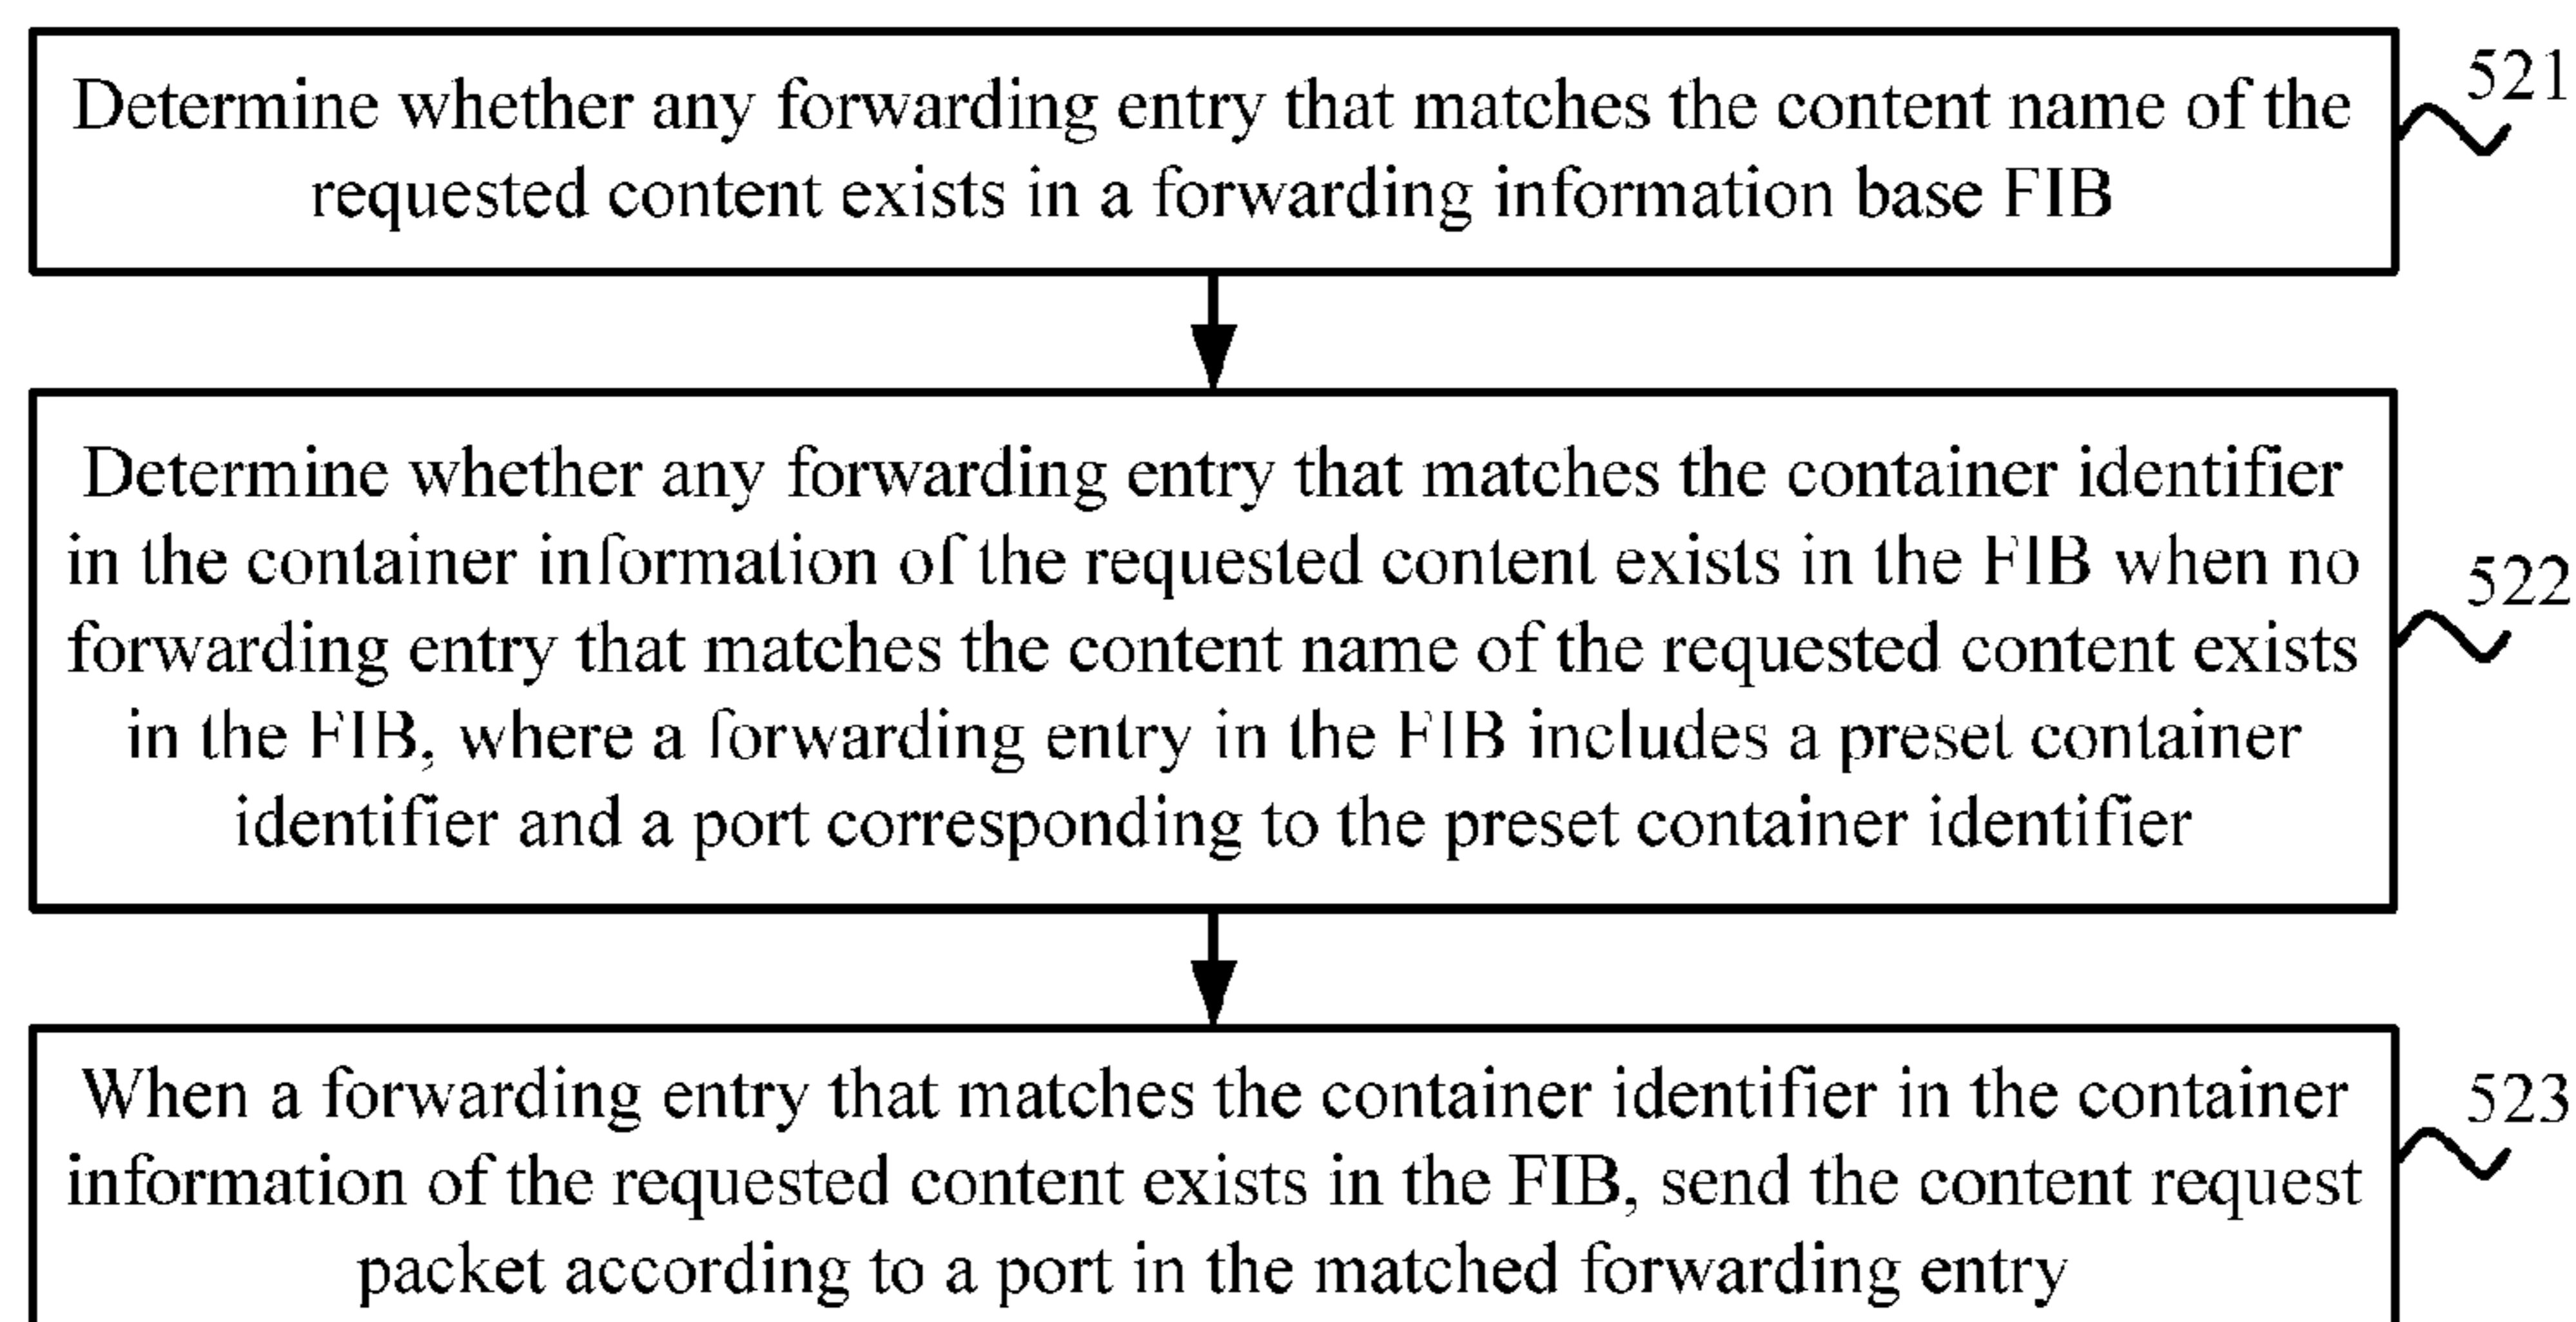 Determine whether any forwarding entry that matches the content name of the
requested content exists in a forwarding information base FIB
521
Determine whether any forwarding entry that matches the container identifier
in the container information of the requested content exists in the FIB when no
forwarding entry that matches the content name of the requested content exists
in the FIB, where a forwarding entry in the FIB includes a preset container
identifier and a port corresponding to the preset container identifier
522
When a forwarding entry that matches the container identifier in the container
information of the requested content exists in the FIB, send the content request
packet according to a port in the matched forwarding entry
523